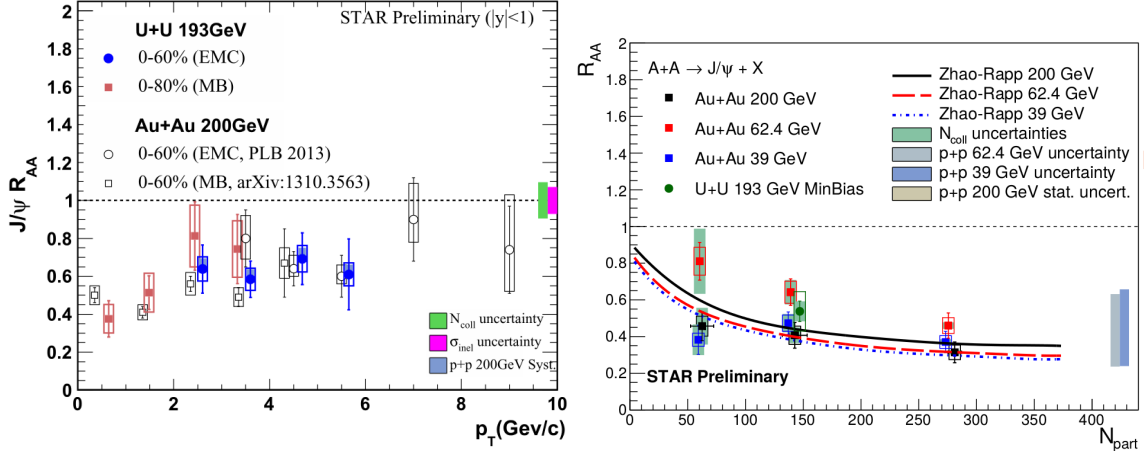 STAR Preliminary (|y|<1)
U+U 193GeV
0-60% (EMC)
0-80% (MB)
Au+Au 200GeV
0-60% (EMC, PLB 2013)
0-60% (MB, arXiv:1310.3563)
N_coll uncertainty
σ_inel uncertainty
p+p 200GeV Syst.
J/ψ R_AA
2
1.8
1.6
1.4
1.2
1
0.8
0.6
0.4
0.2
0
0 2 4 6 8 10
p_T(Gev/c)
R_AA
2
1.8
1.6
1.4
1.2
1
0.8
0.6
0.4
0.2
0
A+A → J/ψ + X
Au+Au 200 GeV
Au+Au 62.4 GeV
Au+Au 39 GeV
U+U 193 GeV MinBias
Zhao-Rapp 200 GeV
Zhao-Rapp 62.4 GeV
Zhao-Rapp 39 GeV
N_coll uncertainties
p+p 62.4 GeV uncertainty
p+p 39 GeV uncertainty
p+p 200 GeV stat. uncert.
STAR Preliminary
0 50 100 150 200 250 300 350 400
N_part